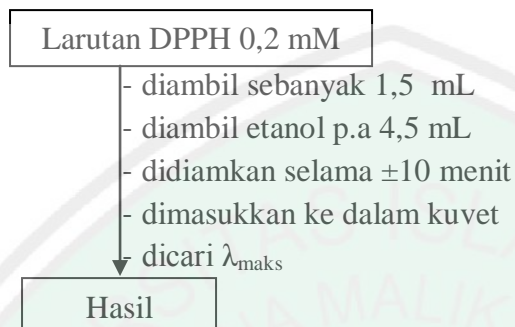 Larutan DPPH 0,2 mM
- diambil sebanyak 1,5 mL
- diambil etanol p.a 4,5 mL
- didiamkan selama ±10 menit
- dimasukkan ke dalam kuvet
- dicari λmaks
Hasil